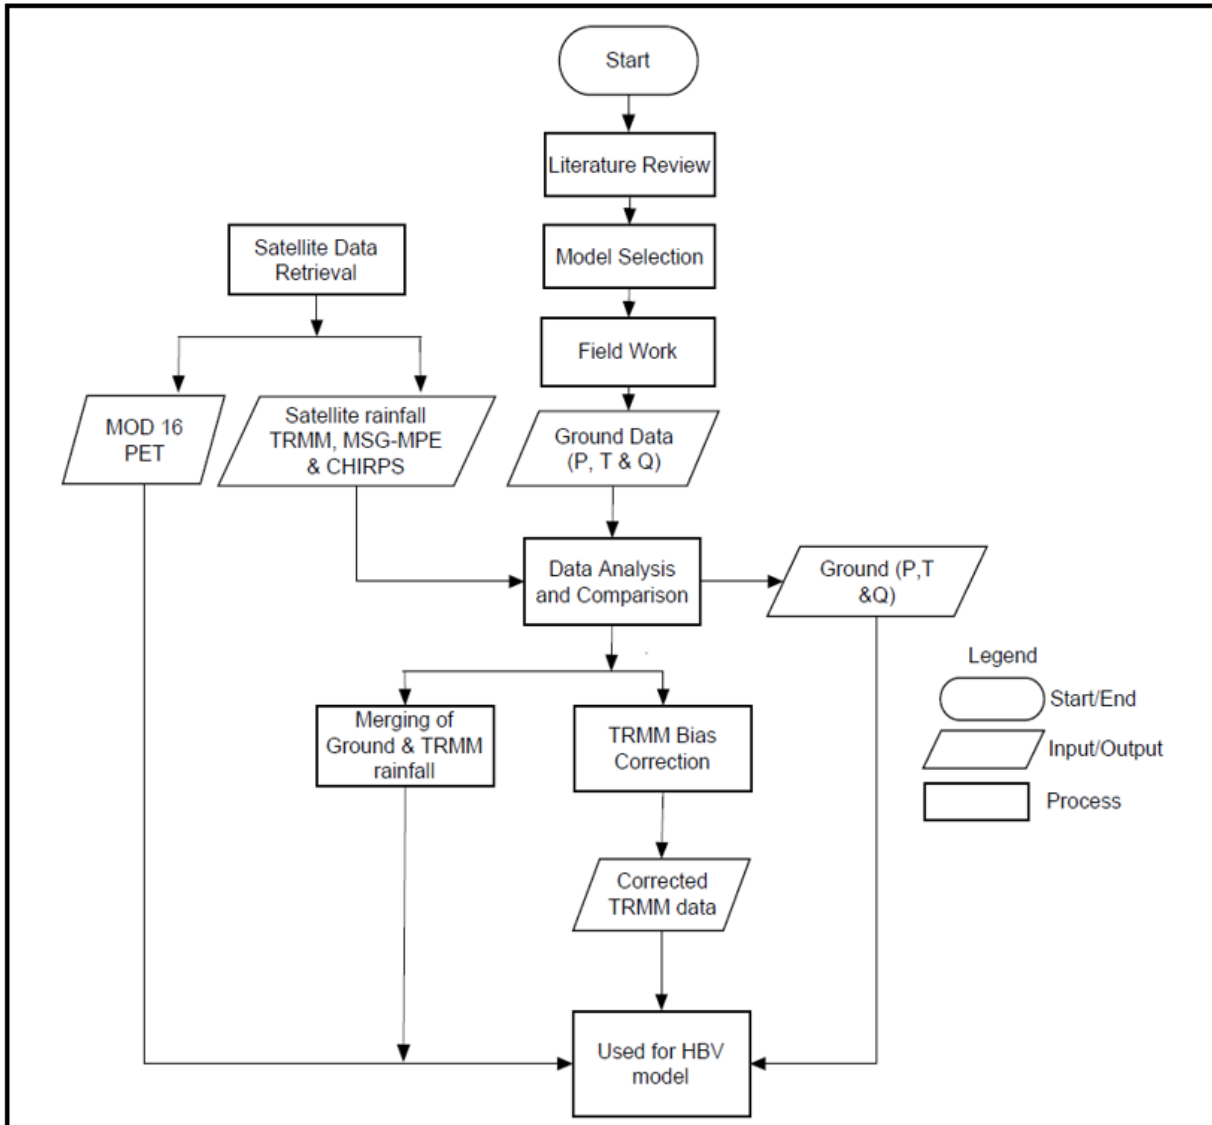 Start
Literature Review
Satellite Data
Retrieval
Model Selection
Field Work
MOD 16
PET
Satellite rainfall
TRMM, MSG-MPE
& CHIRPS
Ground Data
(P, T & Q)
Data Analysis
and Comparison
Ground (P,T
&Q)
Legend
Start/End
Input/Output
Process
Merging of
Ground & TRMM
rainfall
TRMM Bias
Correction
Corrected
TRMM data
Used for HBV
model